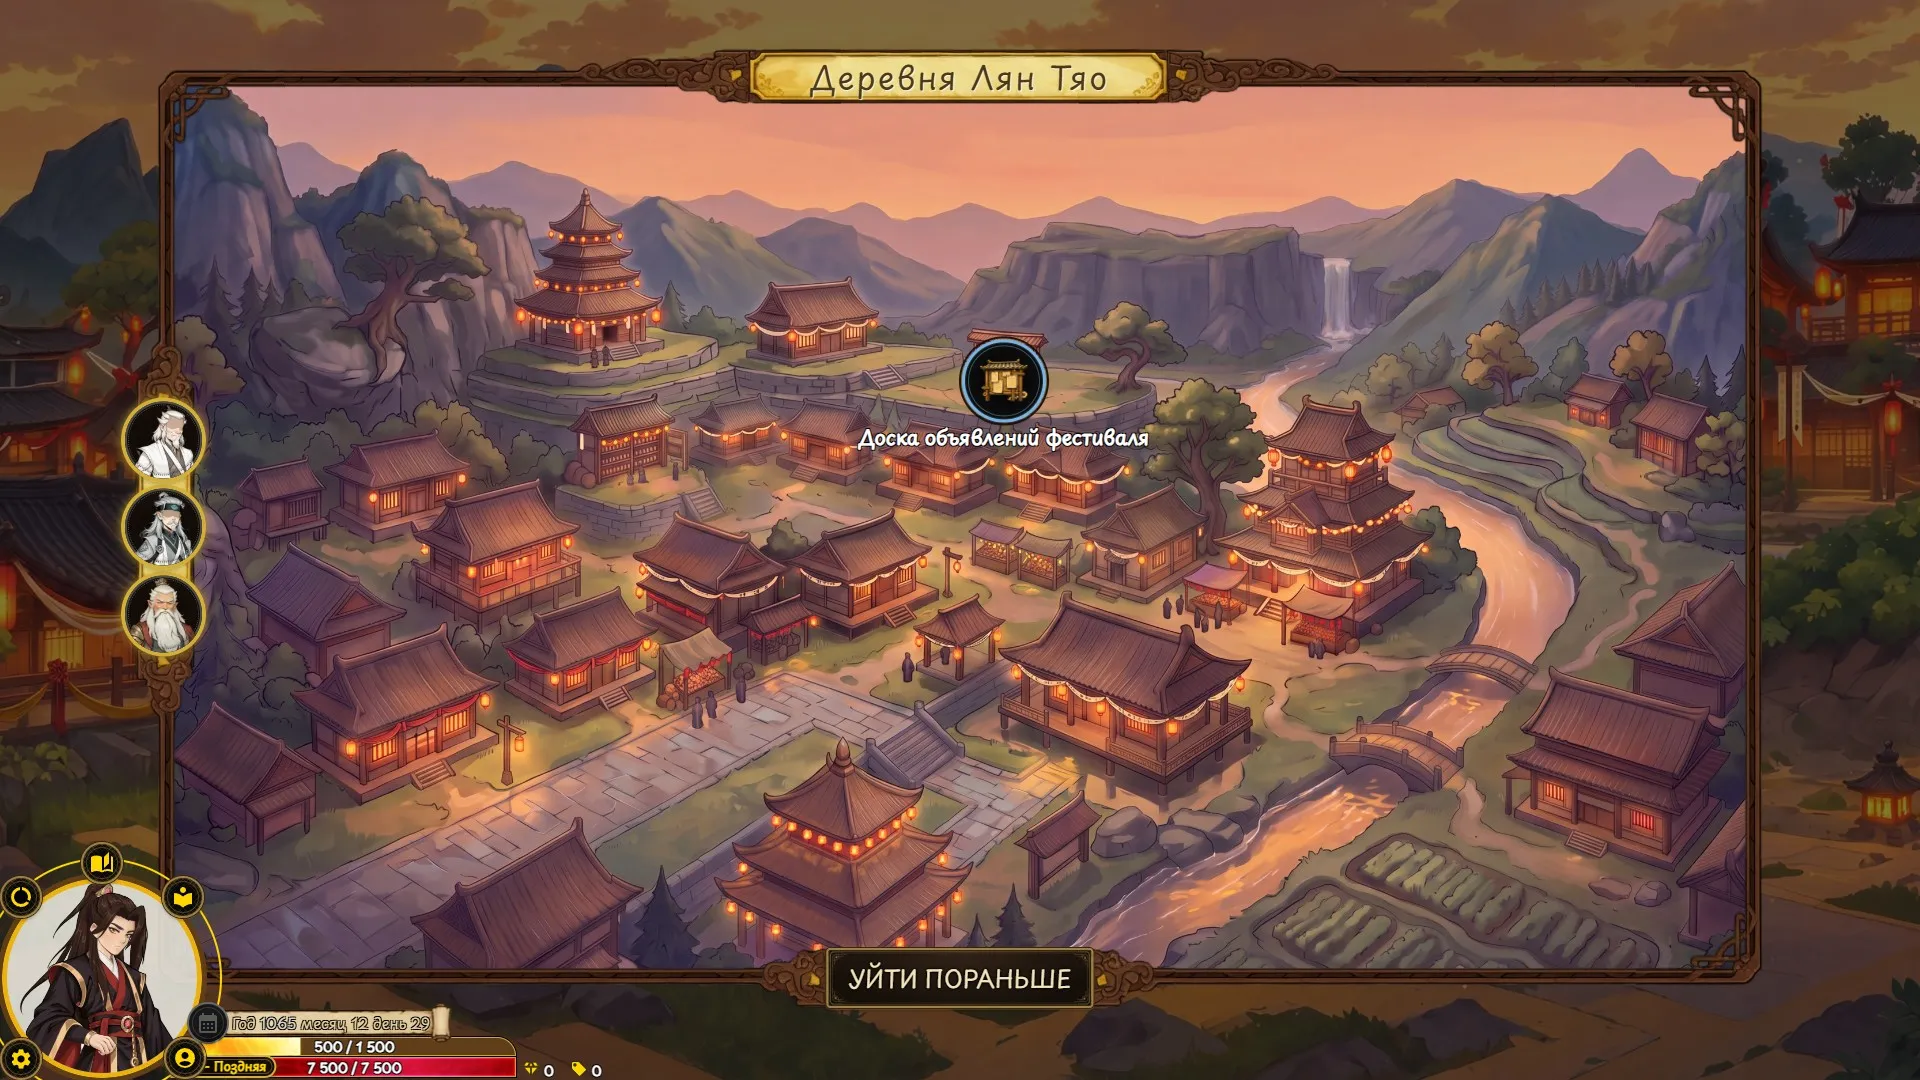 Деревня Лян Тяо
Доска объявлений фестиваля
УЙТИ ПОРАНЬШЕ
Год 1065 месяц 12 день 29
500 / 1 500
- Поздняя
7 500 / 7 500
0
0